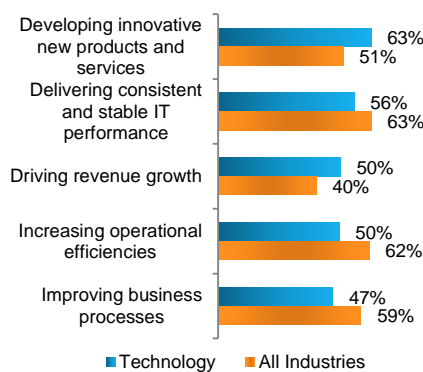 Developing innovative
new products and
services
63%
51%
Delivering consistent
and stable IT
performance
56%
63%
Driving revenue growth
50%
40%
Increasing operational
efficiencies
50%
62%
Improving business
processes
47%
59%
Technology All Industries